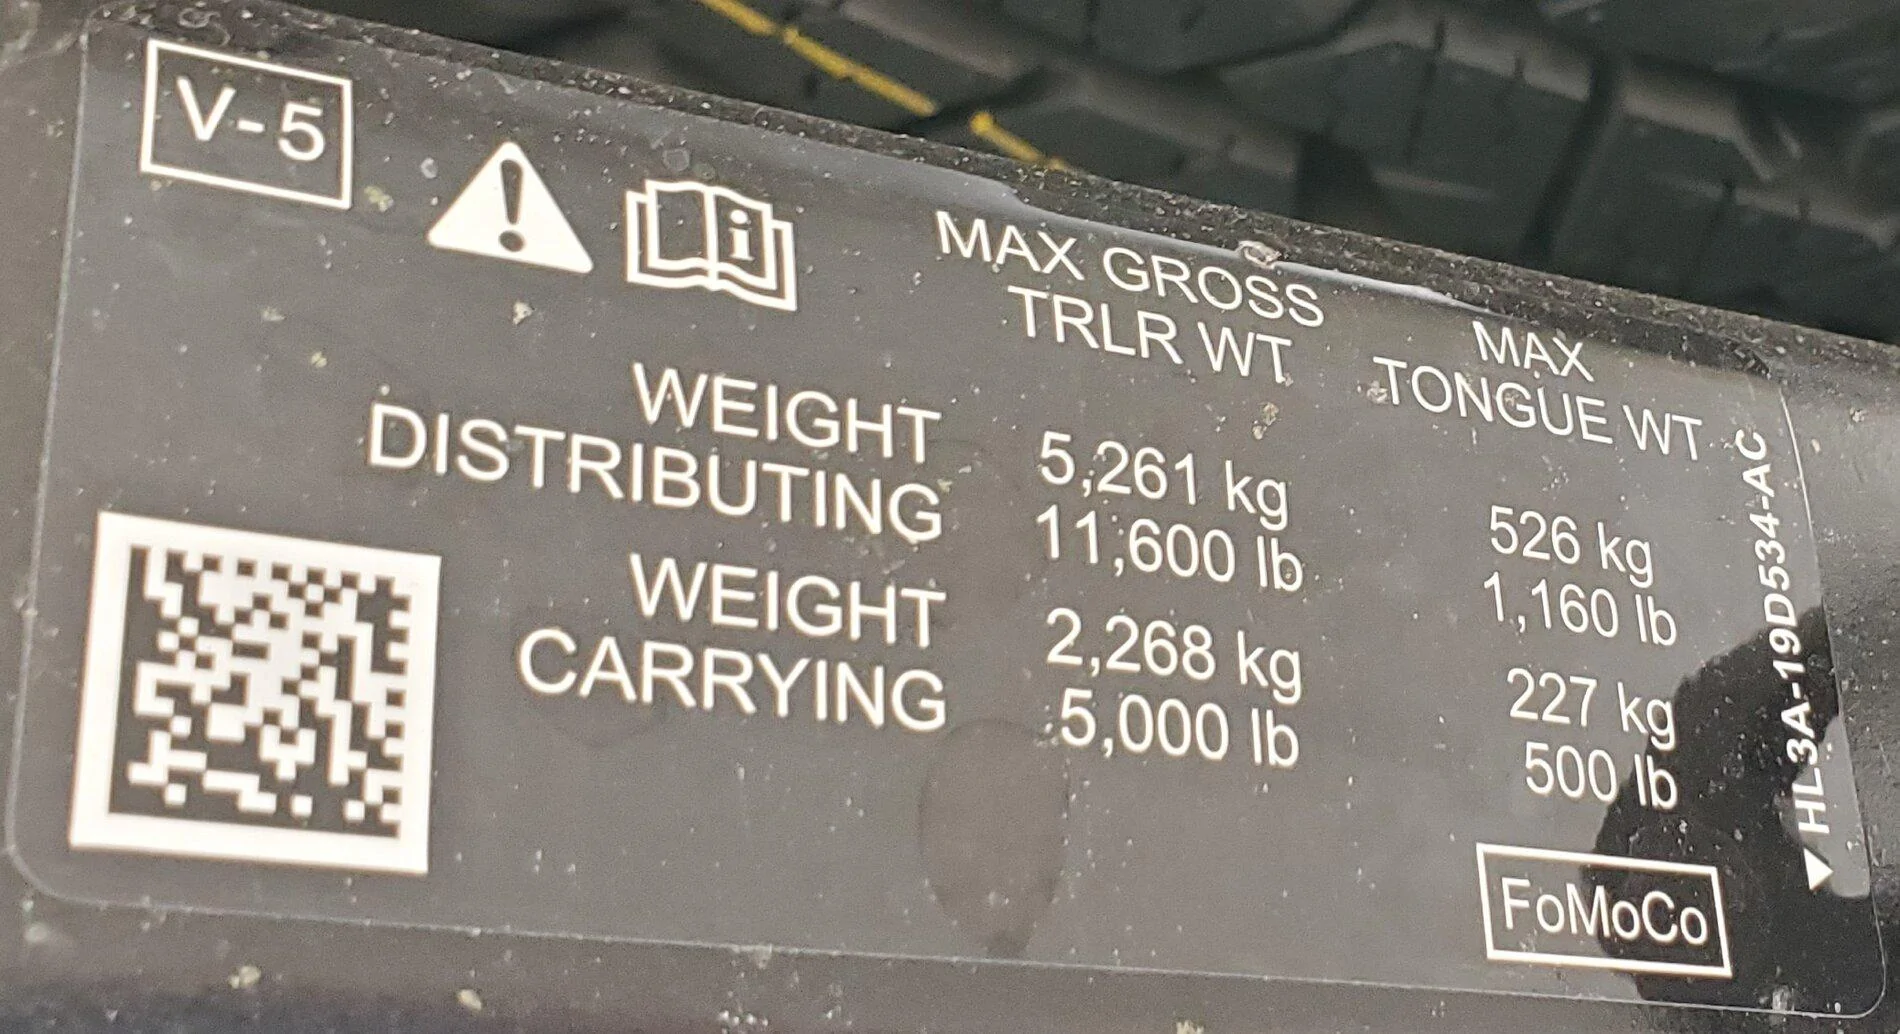 V-5
MAX GROSS
TRLR WT
MAX
TONGUE WT
WEIGHT
DISTRIBUTING
5,261 kg
11,600 lb
526 kg
1,160 lb
WEIGHT
CARRYING
2,268 kg
5,000 lb
227 kg
500 lb
HL3A-19D534-AC
FoMoCo